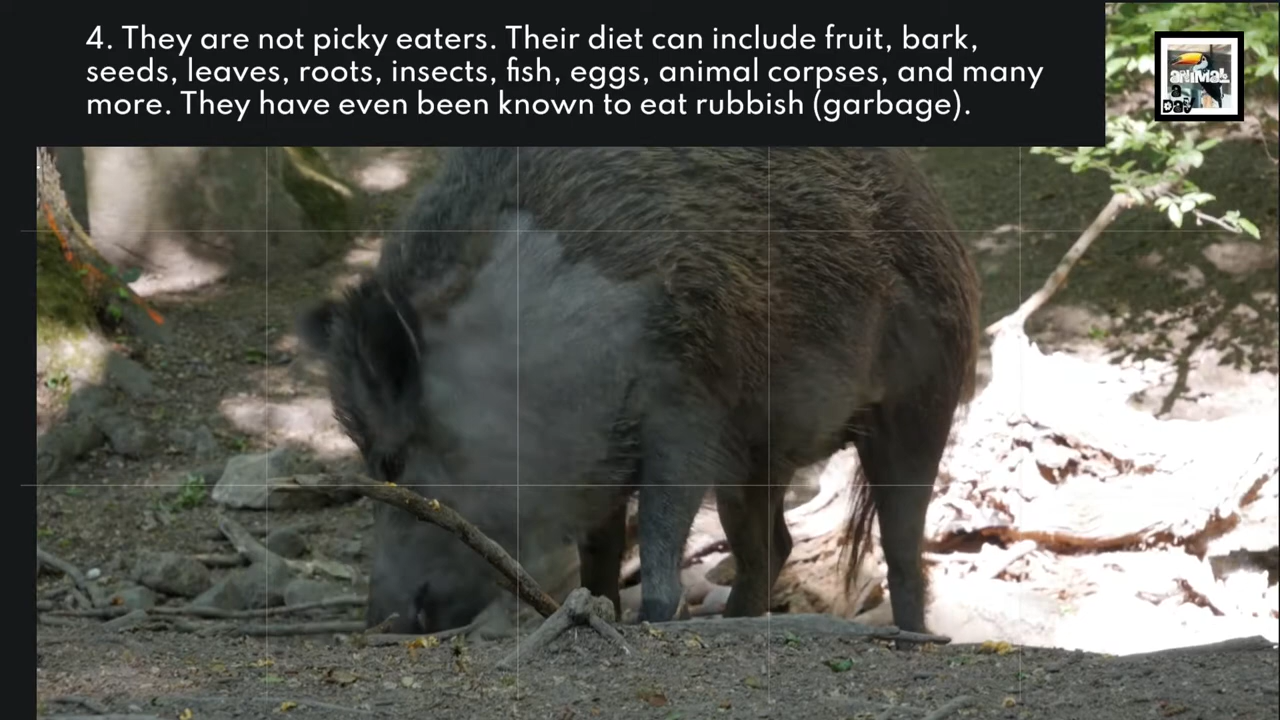 4. They are not picky eaters. Their diet can include fruit, bark,
seeds, leaves, roots, insects, fish, eggs, animal corpses, and many
more. They have even been known to eat rubbish (garbage).
ANIMAL